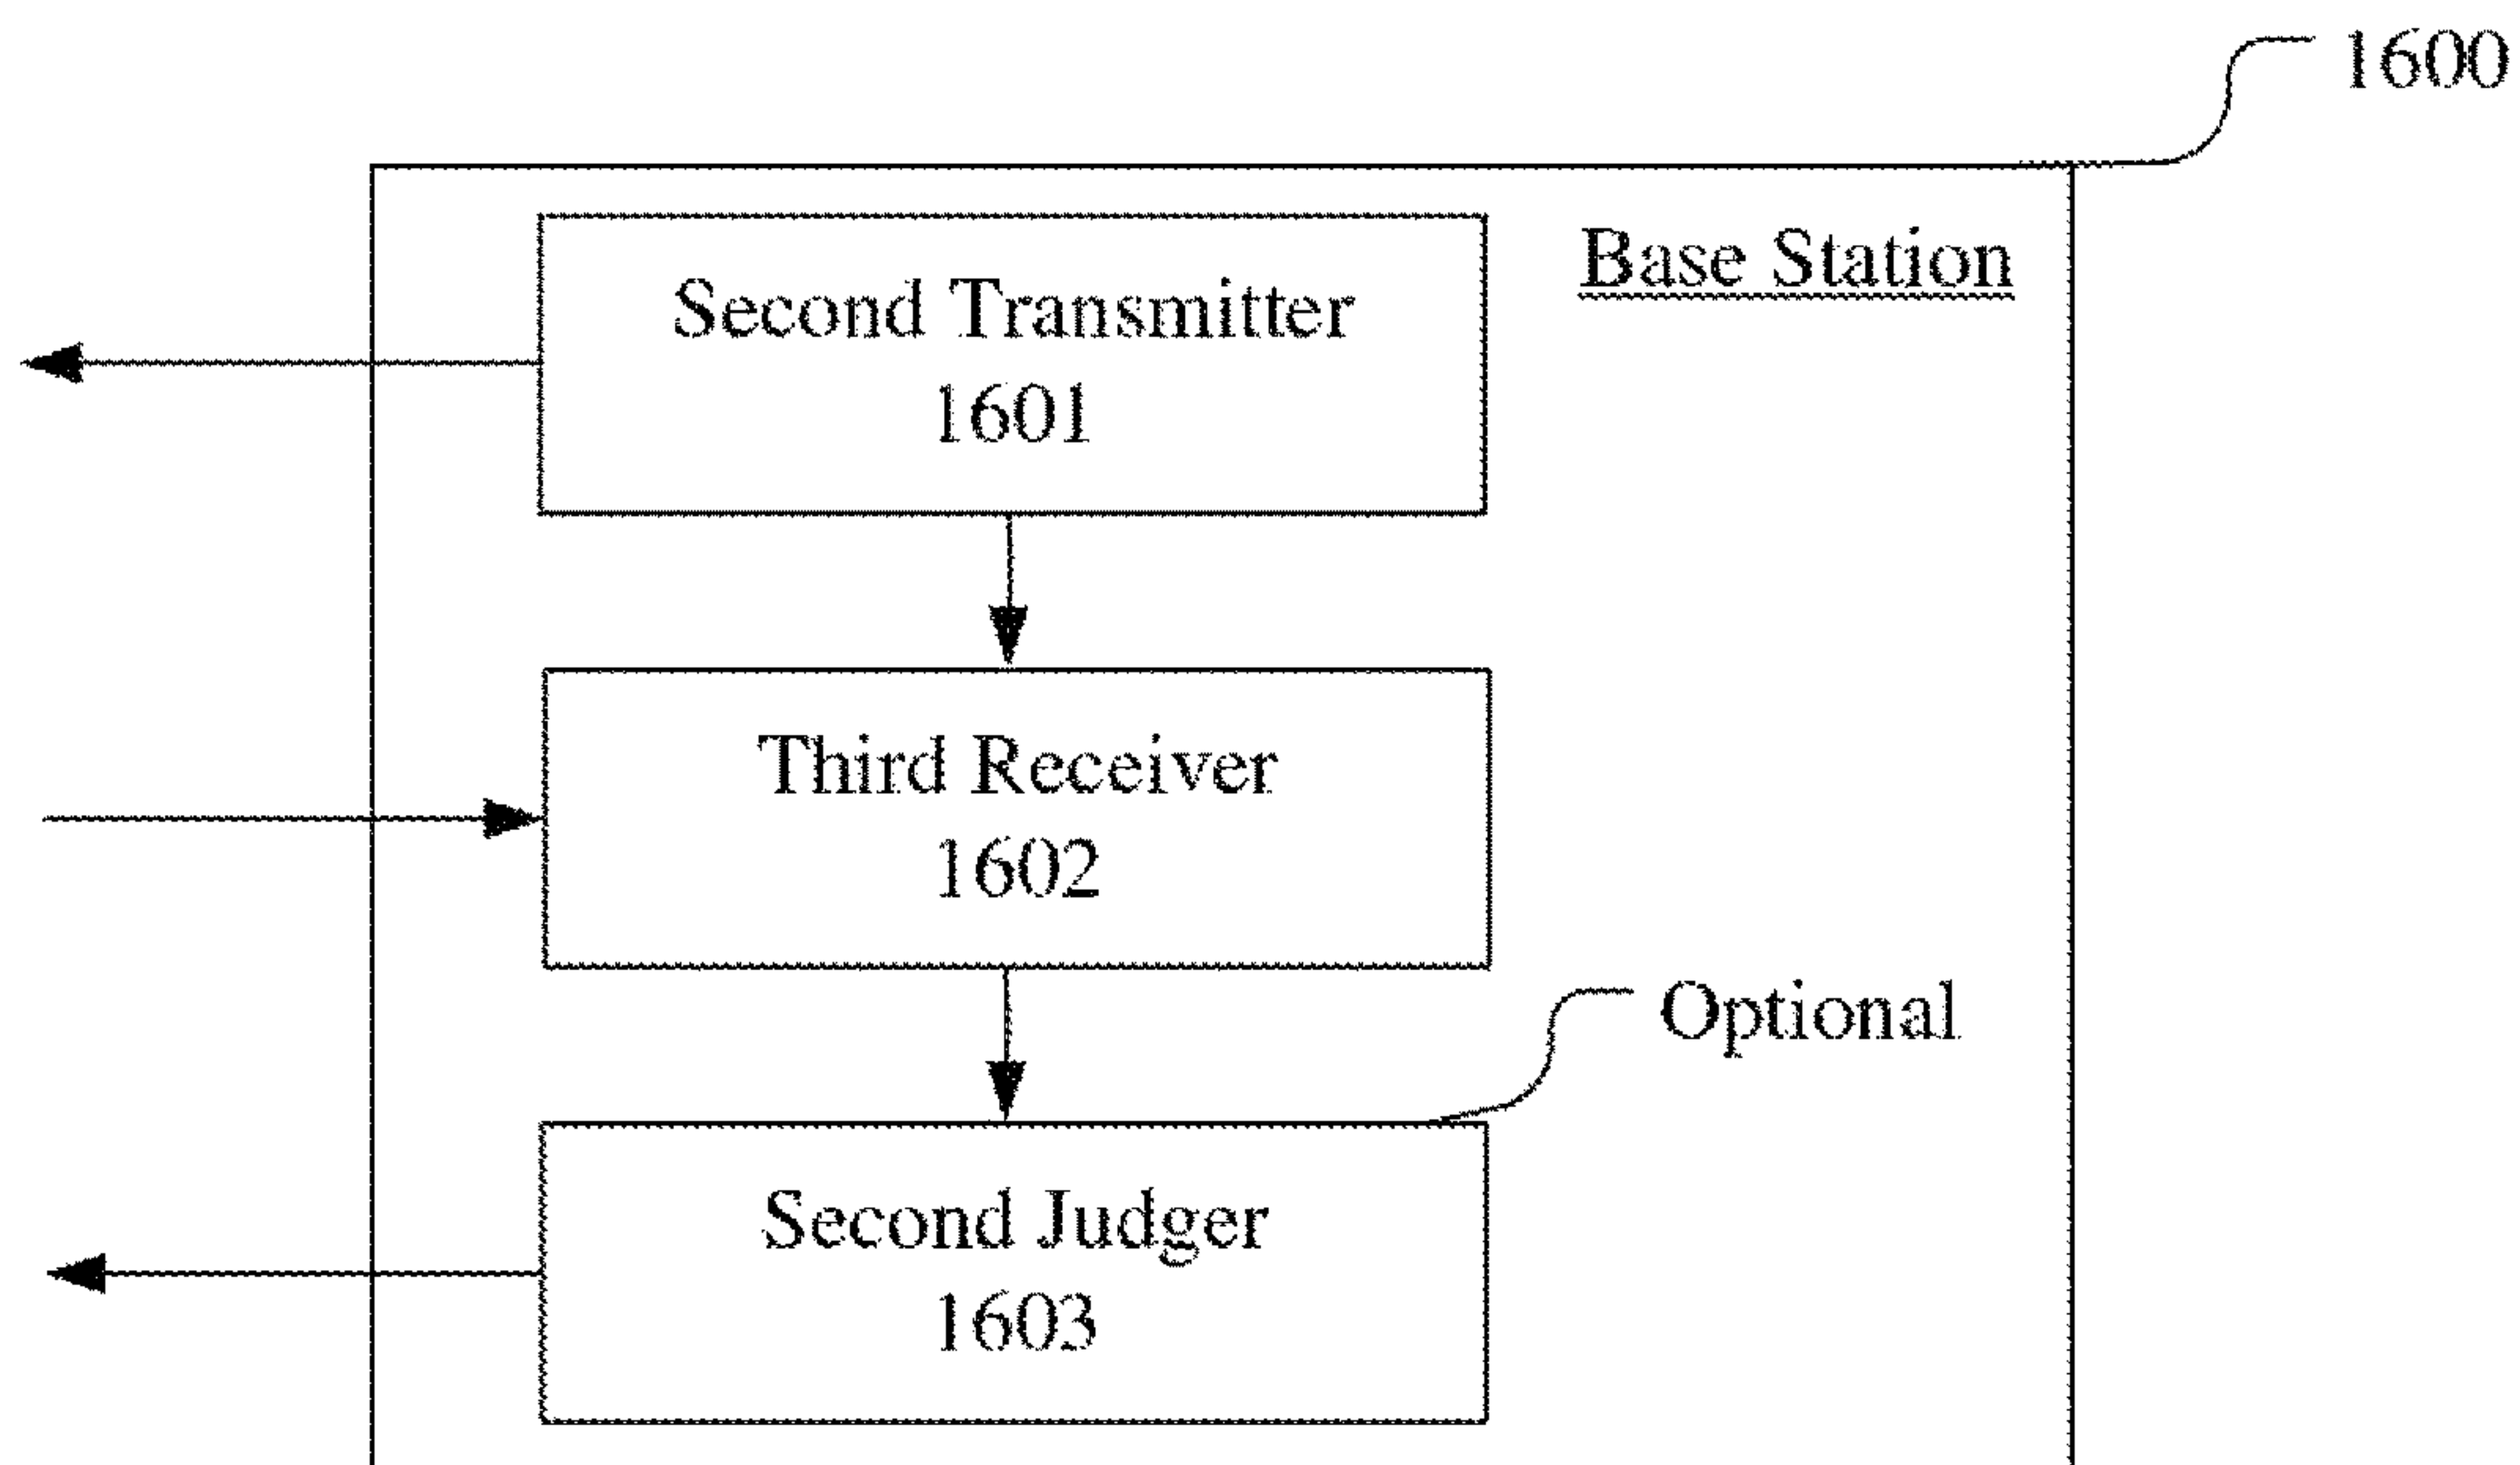 1600
Base Station
Second Transmitter
1601
Third Receiver
1602
Optional
Second Judger
1603